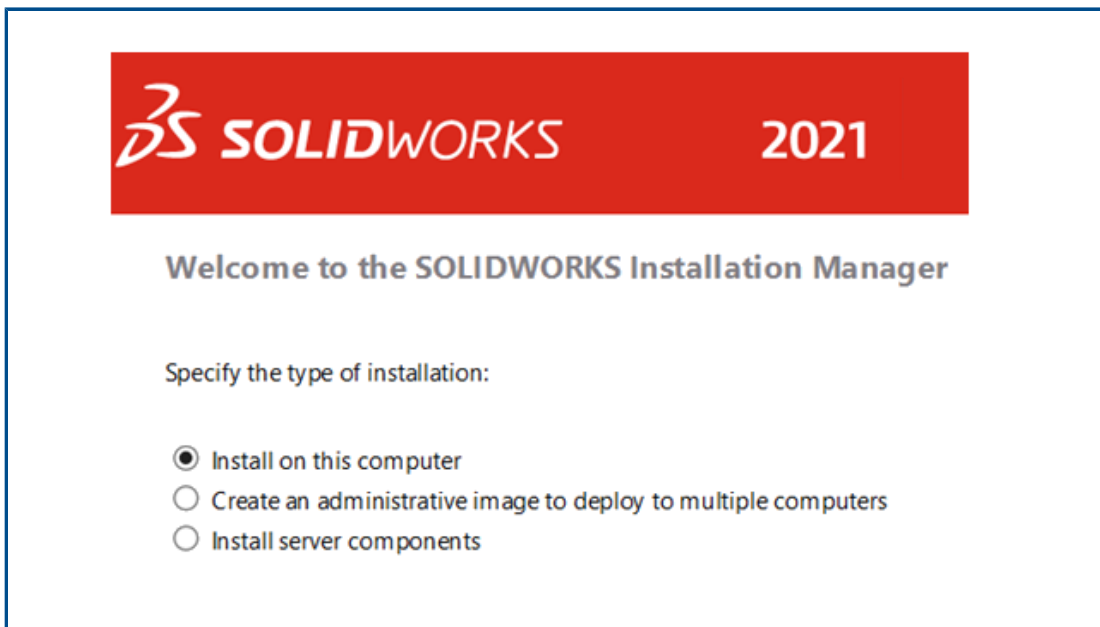 SOLIDWORKS 2021
Welcome to the SOLIDWORKS Installation Manager
Specify the type of installation:
Install on this computer
Create an administrative image to deploy to multiple computers
Install server components